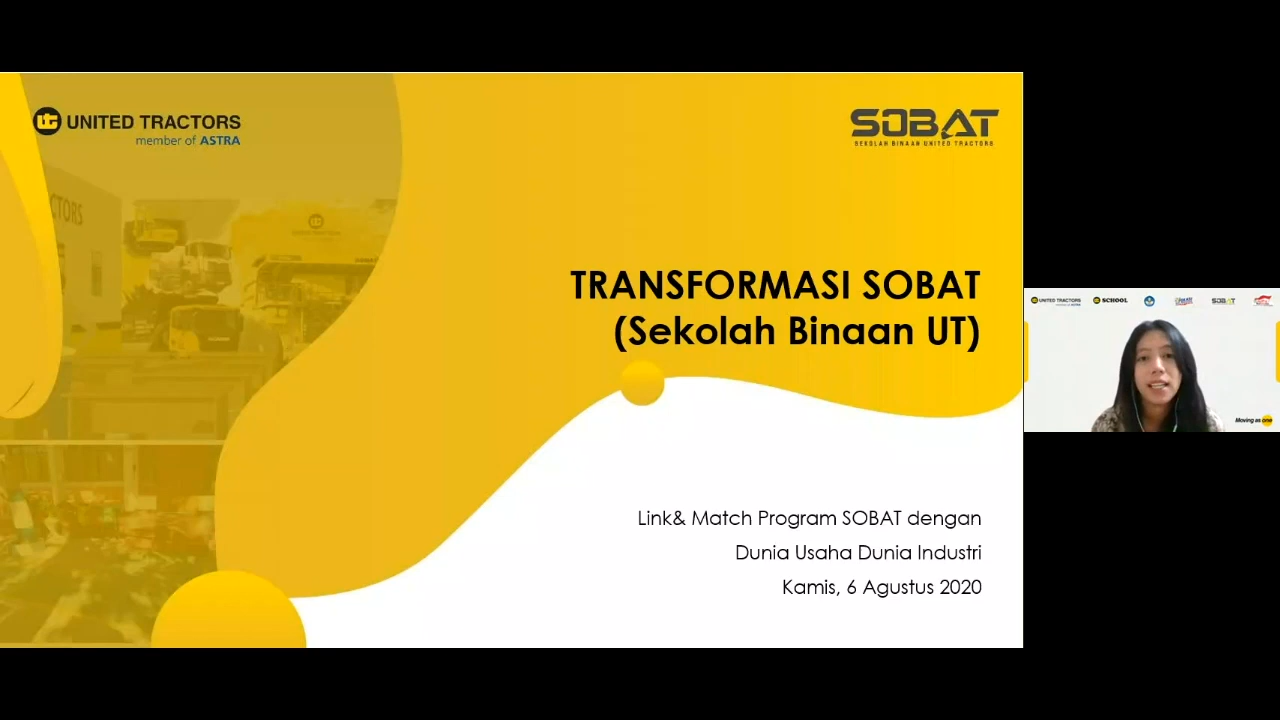 UNITED TRACTORS
member of ASTRA
SOBAT
SEKOLAH BINAAN UNITED TRACTORS
CTORS
TRANSFORMASI SOBAT
(Sekolah Binaan UT)
Link& Match Program SOBAT dengan
Dunia Usaha Dunia Industri
Kamis, 6 Agustus 2020
UNITED TRACTORS
SCHOOL
SOBAT
Moving as one